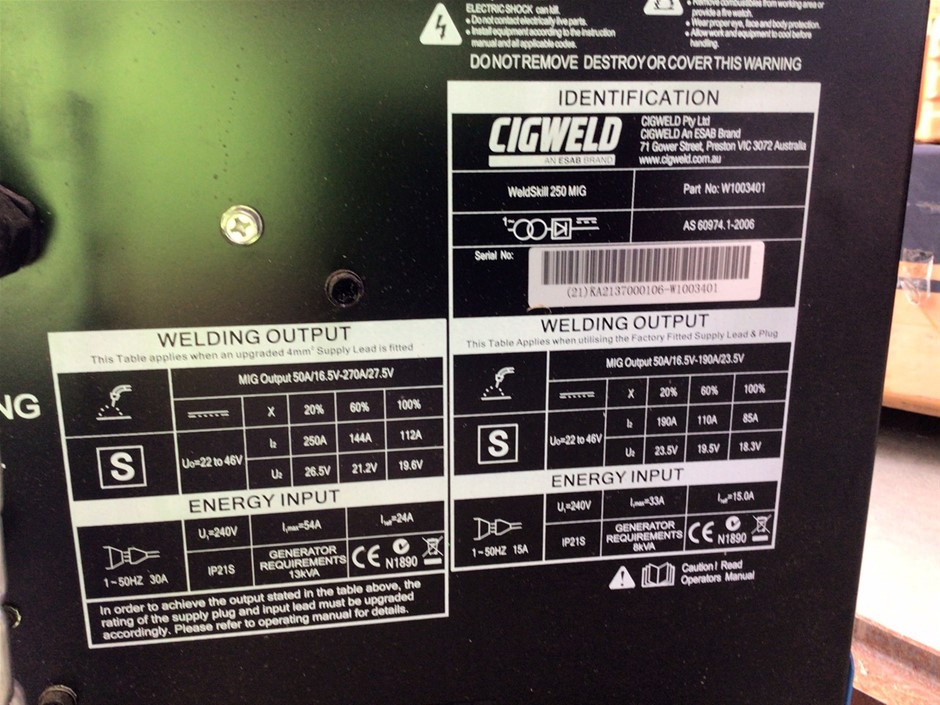 ELECTRIC SHOCK can kill.
• Do not contact electrically live parts.
• Install equipment according to the instruction
manual and all applicable codes.
• Remove combustibles from working area or
provide a fire watch.
• Wear proper eye, face and body protection.
• Allow work and equipment to cool before
handling.
DO NOT REMOVE DESTROY OR COVER THIS WARNING
IDENTIFICATION
CIGWELD
AN ESAB BRAND
CIGWELD Pty Ltd
CIGWELD An ESAB Brand
71 Gower Street, Preston VIC 3072 Australia
www.cigweld.com.au
WeldSkill 250 MIG
Part No: W1003401
1~
AS 60974.1-2006
Serial No:
(21)KA2137000106-W1003401
NG
WELDING OUTPUT
This Table applies when an upgraded 4mm² Supply Lead is fitted
MIG Output 50A/16.5V-270A/27.5V
X 20% 60% 100%
S
U₀=22 to 46V
I₂ 250A 144A 112A
U₂ 26.5V 21.2V 19.6V
ENERGY INPUT
1~50HZ 30A
U₁=240V
I₁max=54A
I₁eff=24A
IP21S
GENERATOR
REQUIREMENTS
13kVA
CE
N1890
In order to achieve the output stated in the table above, the
rating of the supply plug and input lead must be upgraded
accordingly. Please refer to operating manual for details.
WELDING OUTPUT
This Table Applies when utilising the Factory Fitted Supply Lead & Plug
MIG Output 50A/16.5V-190A/23.5V
X 20% 60% 100%
S
U₀=22 to 46V
I₂ 190A 110A 85A
U₂ 23.5V 19.5V 18.3V
ENERGY INPUT
1~50HZ 15A
U₁=240V
I₁max=33A
I₁eff=15.0A
IP21S
GENERATOR
REQUIREMENTS
8kVA
CE
N1890
Caution! Read
Operators Manual